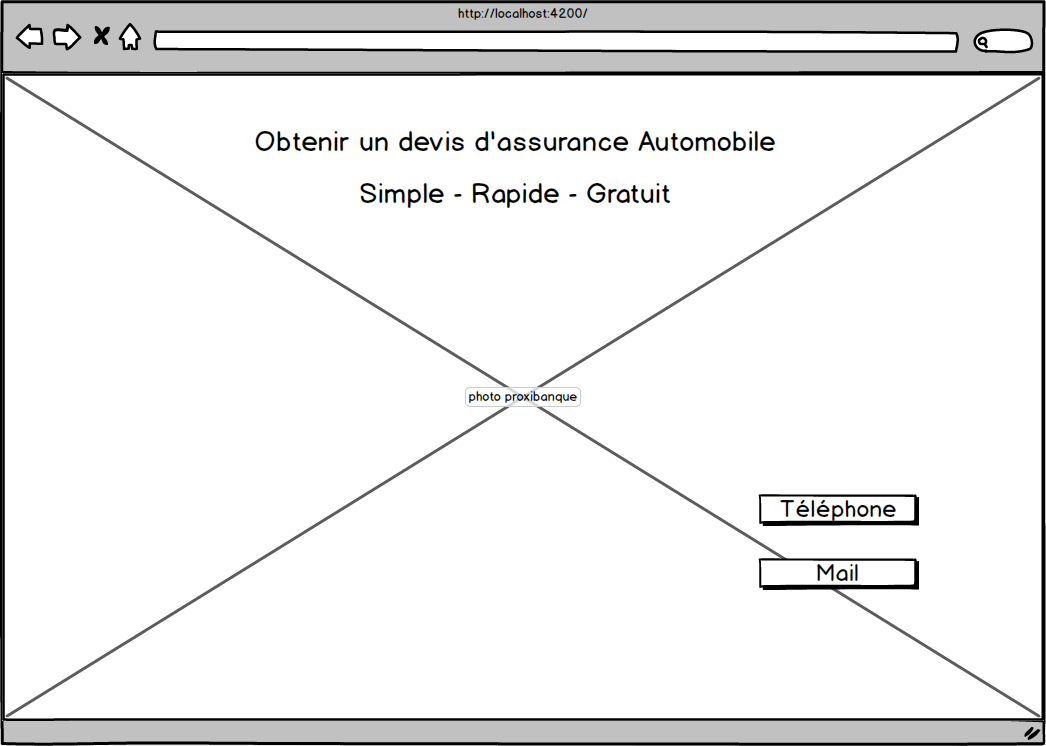 http://localhost:4200/
Obtenir un devis d'assurance Automobile
Simple - Rapide - Gratuit
photo proxibanque
Téléphone
Mail